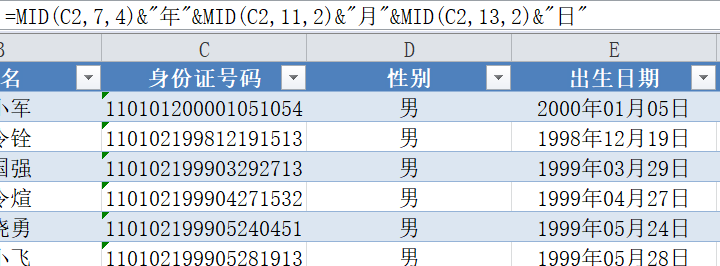 =MID(C2,7,4)&"年"&MID(C2,11,2)&"月"&MID(C2,13,2)&"日"
B C D E
名 身份证号码 性别 出生日期
小军 110101200001051054 男 2000年01月05日
令铨 110102199812191513 男 1998年12月19日
国强 110102199903292713 男 1999年03月29日
令煊 110102199904271532 男 1999年04月27日
晓勇 110102199905240451 男 1999年05月24日
小飞 110102199905281913 男 1999年05月28日